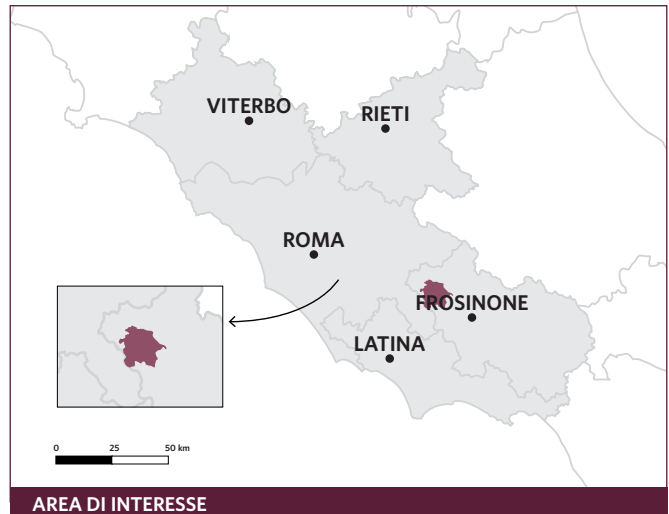 VITERBO
RIETI
ROMA
FROSINONE
LATINA
0 25 50 km
AREA DI INTERESSE